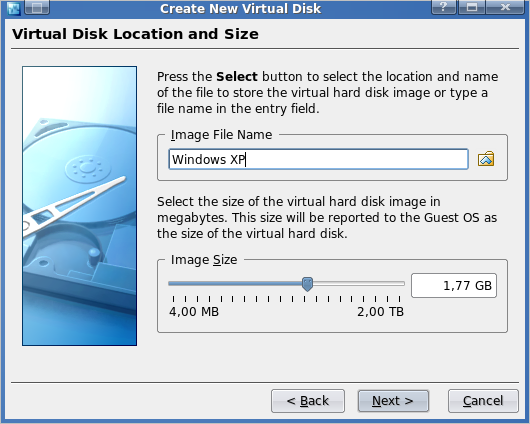 Create New Virtual Disk
Virtual Disk Location and Size
Press the Select button to select the location and name
of the file to store the virtual hard disk image or type a
file name in the entry field.
Image File Name
Windows XP
Select the size of the virtual hard disk image in
megabytes. This size will be reported to the Guest OS as
the size of the virtual hard disk.
Image Size
1,77 GB
4,00 MB 2,00 TB
< Back Next > Cancel